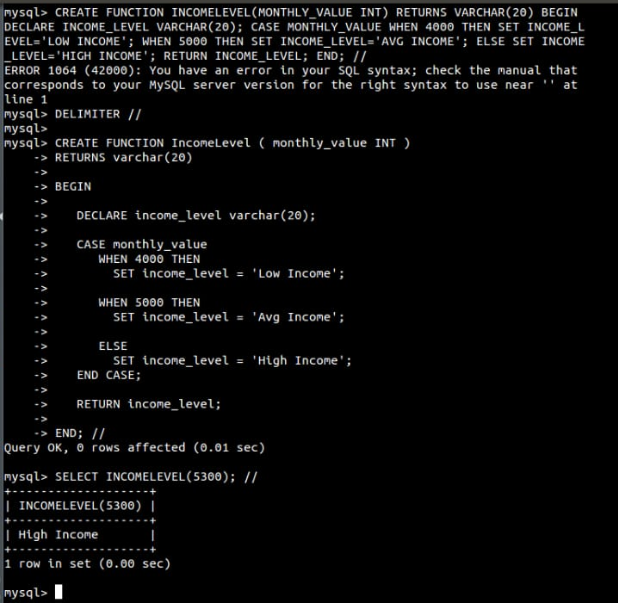 mysql> CREATE FUNCTION INCOMELEVEL(MONTHLY_VALUE INT) RETURNS VARCHAR(20) BEGIN
DECLARE INCOME_LEVEL VARCHAR(20); CASE MONTHLY_VALUE WHEN 4000 THEN SET INCOME_L
EVEL='LOW INCOME'; WHEN 5000 THEN SET INCOME_LEVEL='AVG INCOME'; ELSE SET INCOME
_LEVEL='HIGH INCOME'; RETURN INCOME_LEVEL; END; //
ERROR 1064 (42000): You have an error in your SQL syntax; check the manual that
corresponds to your MySQL server version for the right syntax to use near '' at
line 1
mysql> DELIMITER //
mysql>
mysql> CREATE FUNCTION IncomeLevel ( monthly_value INT )
    -> RETURNS varchar(20)
    ->
    -> BEGIN
    ->
    ->    DECLARE income_level varchar(20);
    ->
    ->    CASE monthly_value
    ->       WHEN 4000 THEN
    ->         SET income_level = 'Low Income';
    ->
    ->       WHEN 5000 THEN
    ->         SET income_level = 'Avg Income';
    ->
    ->       ELSE
    ->         SET income_level = 'High Income';
    ->    END CASE;
    ->
    ->    RETURN income_level;
    ->
    -> END; //
Query OK, 0 rows affected (0.01 sec)
mysql> SELECT INCOMELEVEL(5300); //
+-------------------+
| INCOMELEVEL(5300) |
+-------------------+
| High Income       |
+-------------------+
1 row in set (0.00 sec)
mysql>